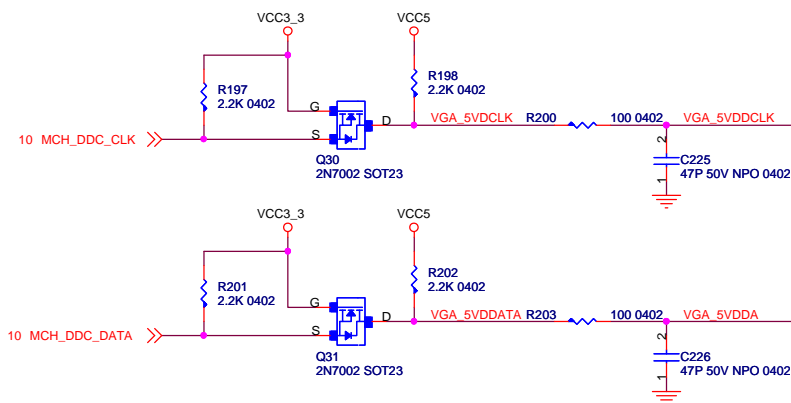 VCC3_3 VCC5
R197
2.2K 0402
R198
2.2K 0402
G
D
S
10 MCH_DDC_CLK
VGA_5VDCLK R200 100 0402 VGA_5VDDCLK
Q30
2N7002 SOT23
2
1
C225
47P 50V NPO 0402
VCC3_3 VCC5
R201
2.2K 0402
R202
2.2K 0402
G
D
S
10 MCH_DDC_DATA
VGA_5VDDATA R203 100 0402 VGA_5VDDA
Q31
2N7002 SOT23
2
1
C226
47P 50V NPO 0402